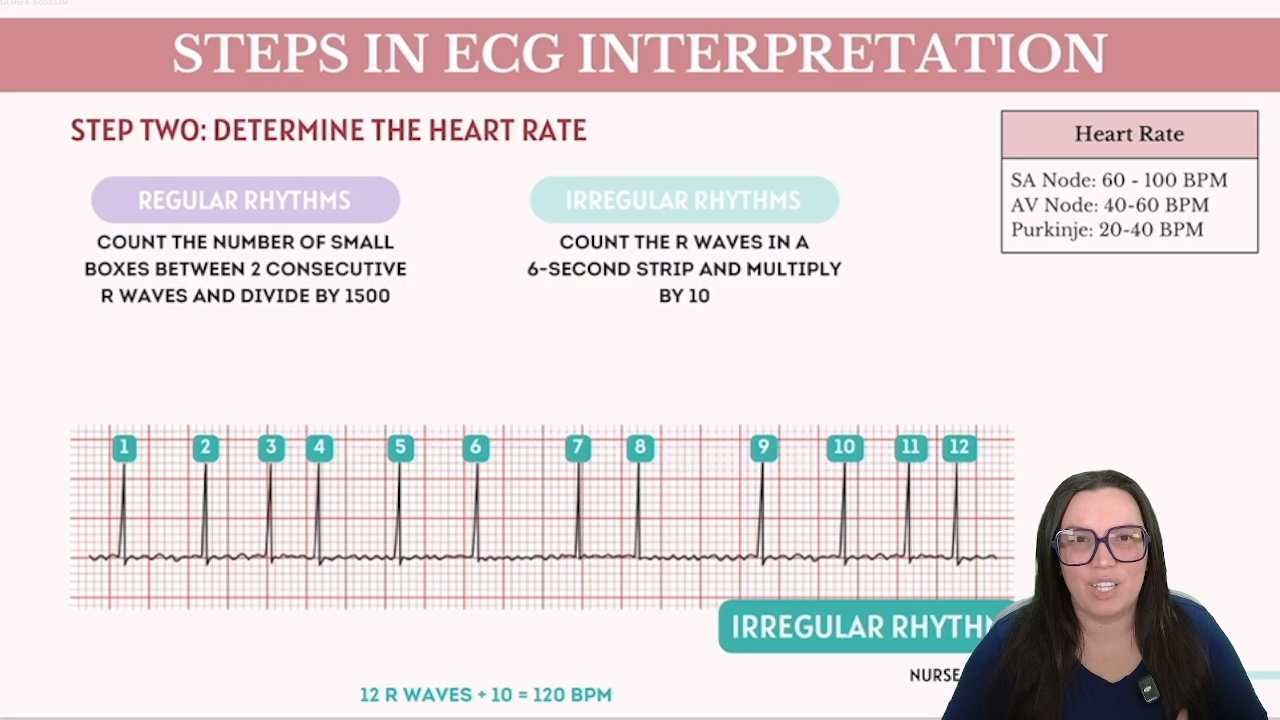 STEPS IN ECG INTERPRETATION
STEP TWO: DETERMINE THE HEART RATE
REGULAR RHYTHMS
COUNT THE NUMBER OF SMALL
BOXES BETWEEN 2 CONSECUTIVE
R WAVES AND DIVIDE BY 1500
IRREGULAR RHYTHMS
COUNT THE R WAVES IN A
6-SECOND STRIP AND MULTIPLY
BY 10
Heart Rate
SA Node: 60 - 100 BPM
AV Node: 40-60 BPM
Purkinje: 20-40 BPM
1 2 3 4 5 6 7 8 9 10 11 12
IRREGULAR RHYTH
NURSE
12 R WAVES + 10 = 120 BPM